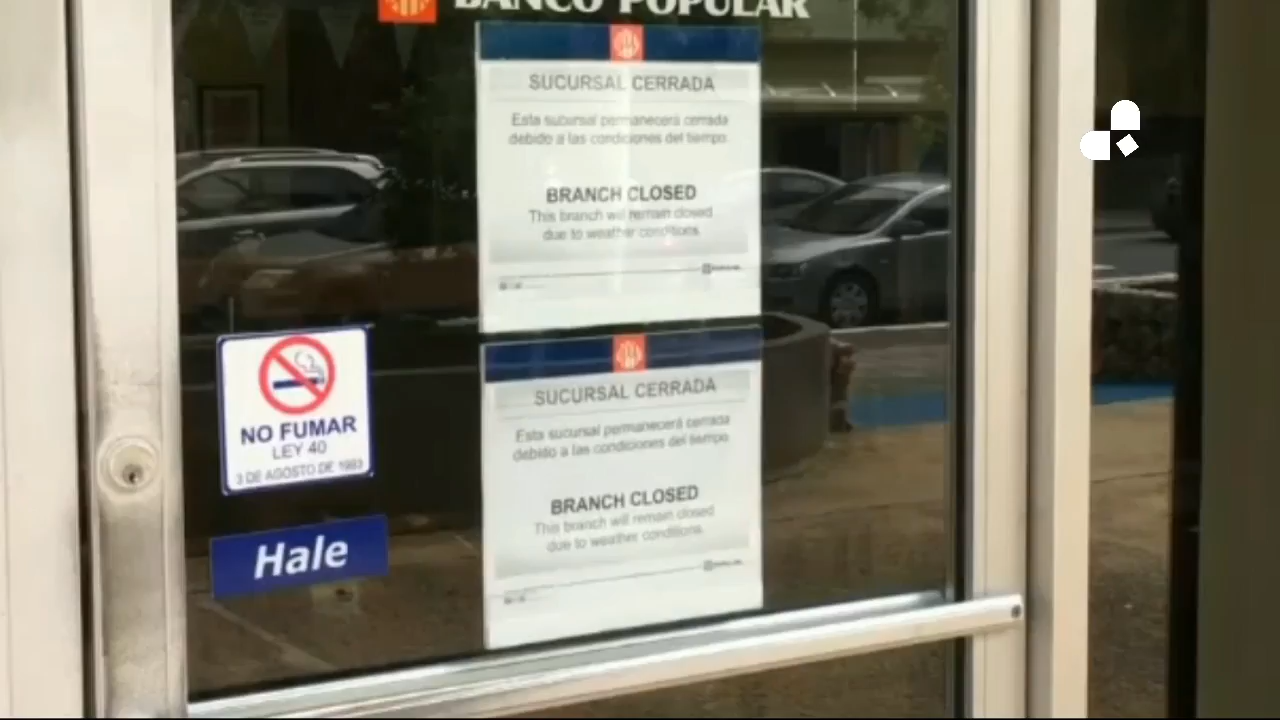 BANCO POPULAR
SUCURSAL CERRADA
Esta sucursal permanecerá cerrada
debido a las condiciones del tiempo.
BRANCH CLOSED
This branch will remain closed
due to weather conditions.
SUCURSAL CERRADA
Esta sucursal permanecerá cerrada
debido a las condiciones del tiempo.
BRANCH CLOSED
This branch will remain closed
due to weather conditions.
NO FUMAR
LEY 40
3 DE AGOSTO DE 1993
Hale